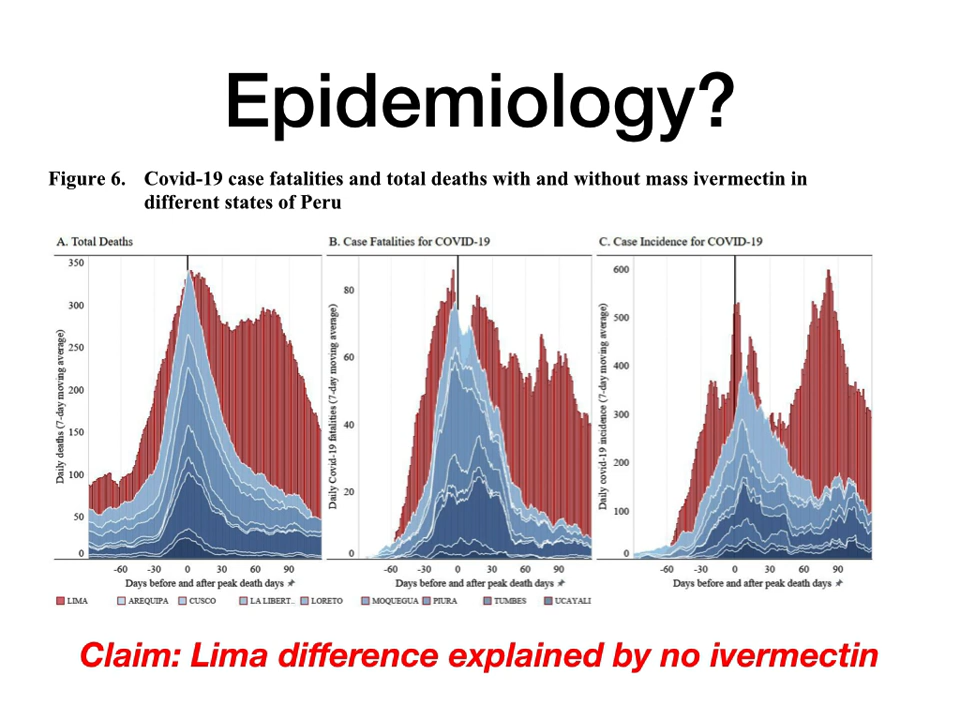 Epidemiology?
Figure 6. Covid-19 case fatalities and total deaths with and without mass ivermectin in
different states of Peru
A. Total Deaths
B. Case Fatalities for COVID-19
C. Case Incidence for COVID-19
Daily deaths (7-day moving average)
350
300
250
200
150
100
50
0
-60 -30 0 30 60 90
Days before and after peak death days
Daily Covid-19 fatalities (7-day moving average)
80
60
40
20
0
-60 -30 0 30 60 90
Days before and after peak death days
Daily covid-19 incidence (7-day moving average)
600
500
400
300
200
100
0
-60 -30 0 30 60 90
Days before and after peak death days
LIMA AREQUIPA CUSCO LA LIBERT.. LORETO MOQUEGUA PIURA TUMBES UCAYALI
Claim: Lima difference explained by no ivermectin